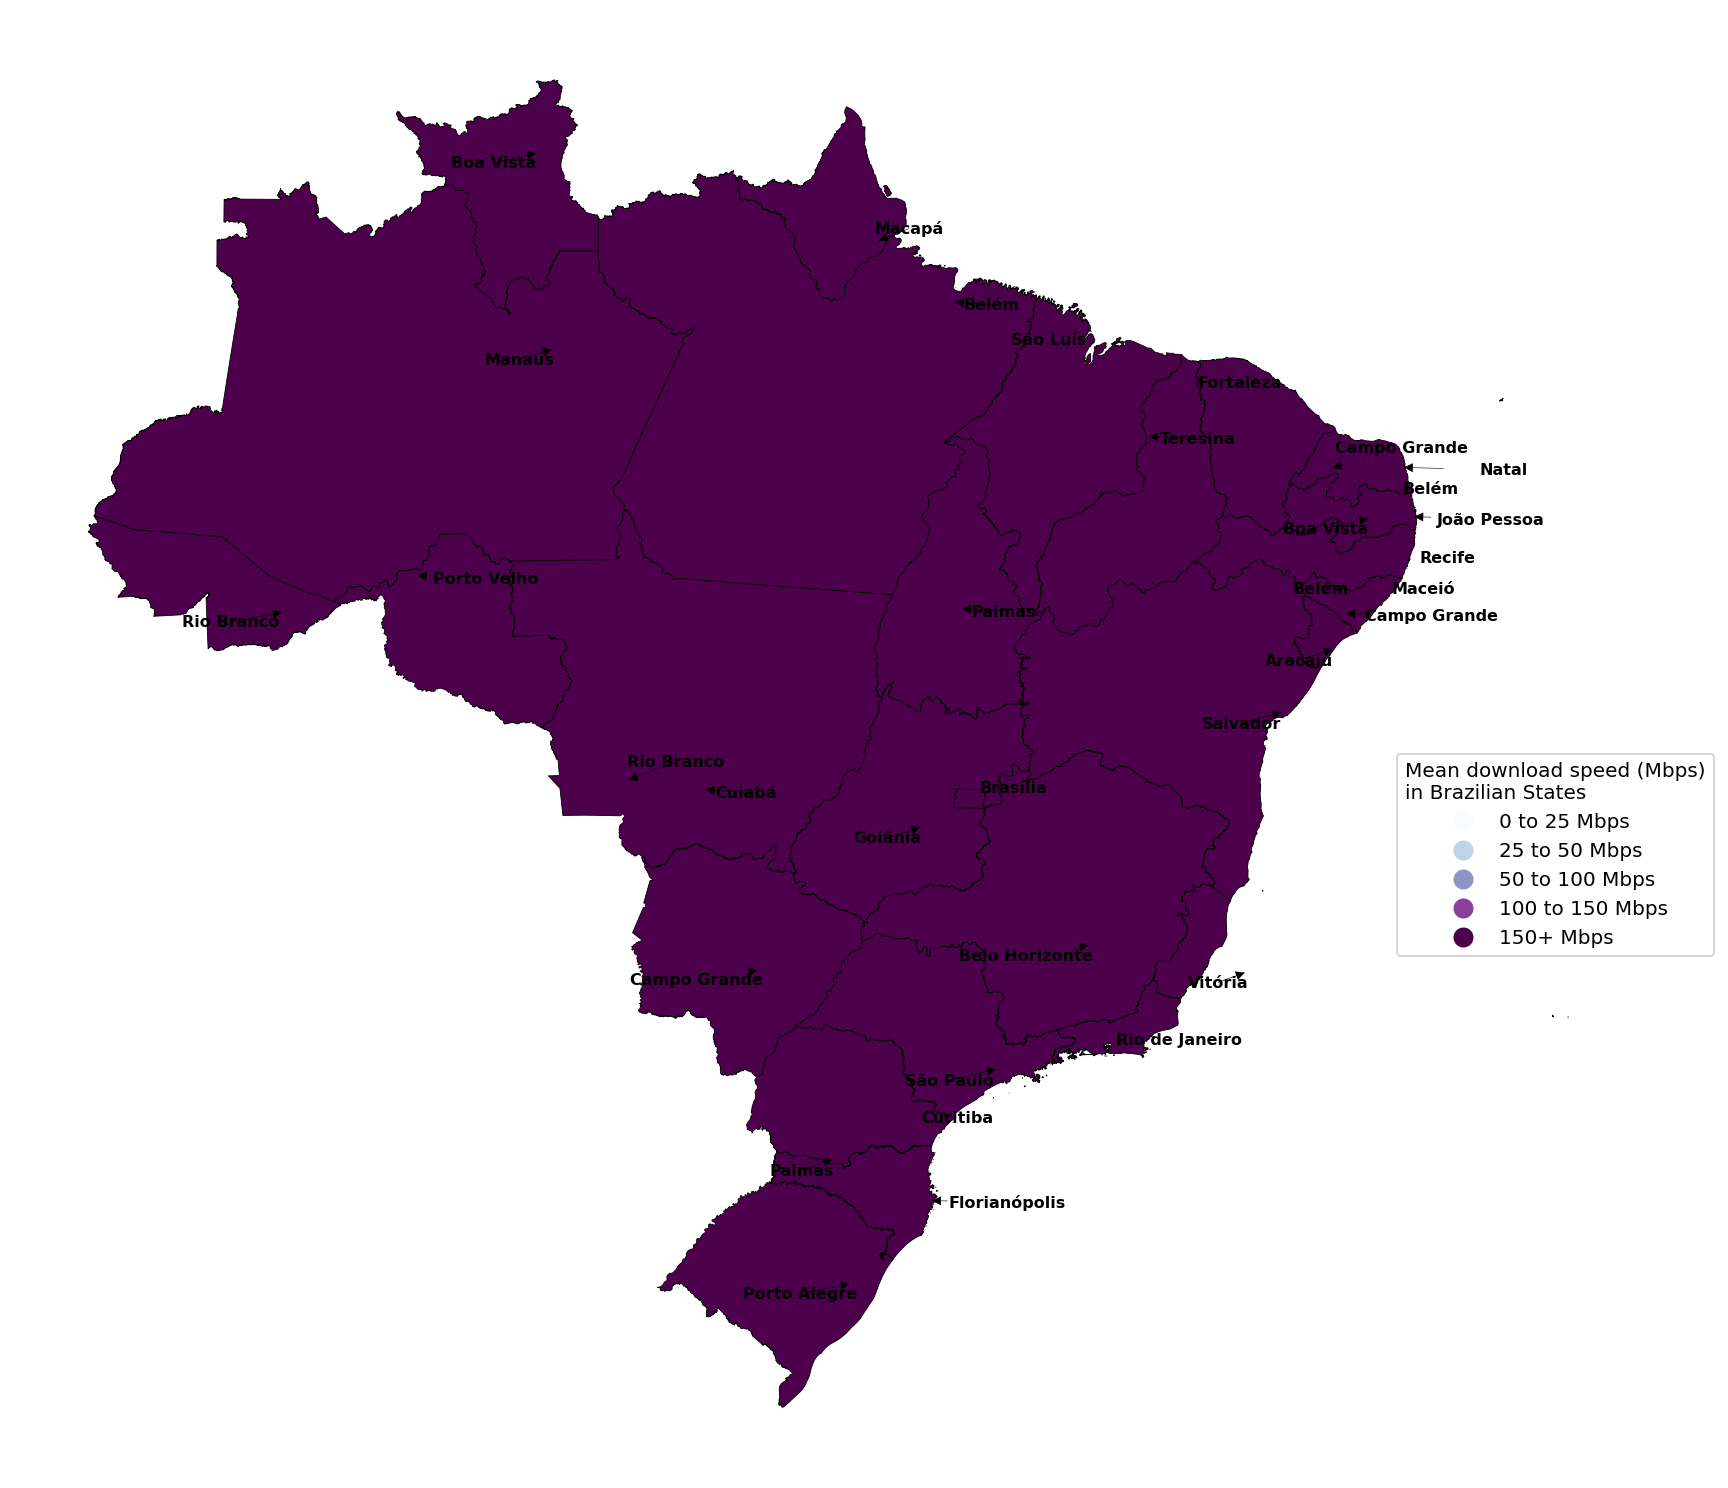 Boa Vista
Macapá
Belém
São Luís
Manaus
Fortaleza
Teresina
Campo Grande
Natal
Belém
João Pessoa
Boa Vista
Recife
Porto Velho
Belém
Maceió
Palmas
Campo Grande
Rio Branco
Aracaju
Salvador
Rio Branco
Cuiabá
Brasília
Goiânia
Mean download speed (Mbps)
in Brazilian States
0 to 25 Mbps
25 to 50 Mbps
50 to 100 Mbps
100 to 150 Mbps
150+ Mbps
Belo Horizonte
Campo Grande
Vitória
Rio de Janeiro
São Paulo
Curitiba
Palmas
Florianópolis
Porto Alegre